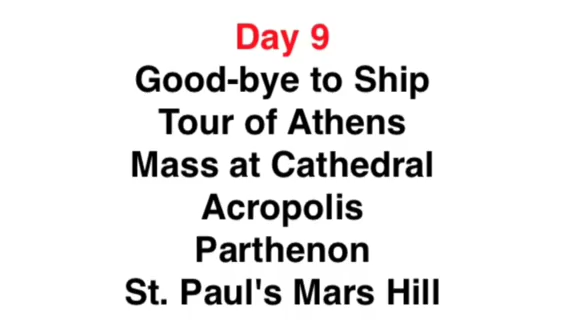 Day 9
Good-bye to Ship
Tour of Athens
Mass at Cathedral
Acropolis
Parthenon
St. Paul's Mars Hill